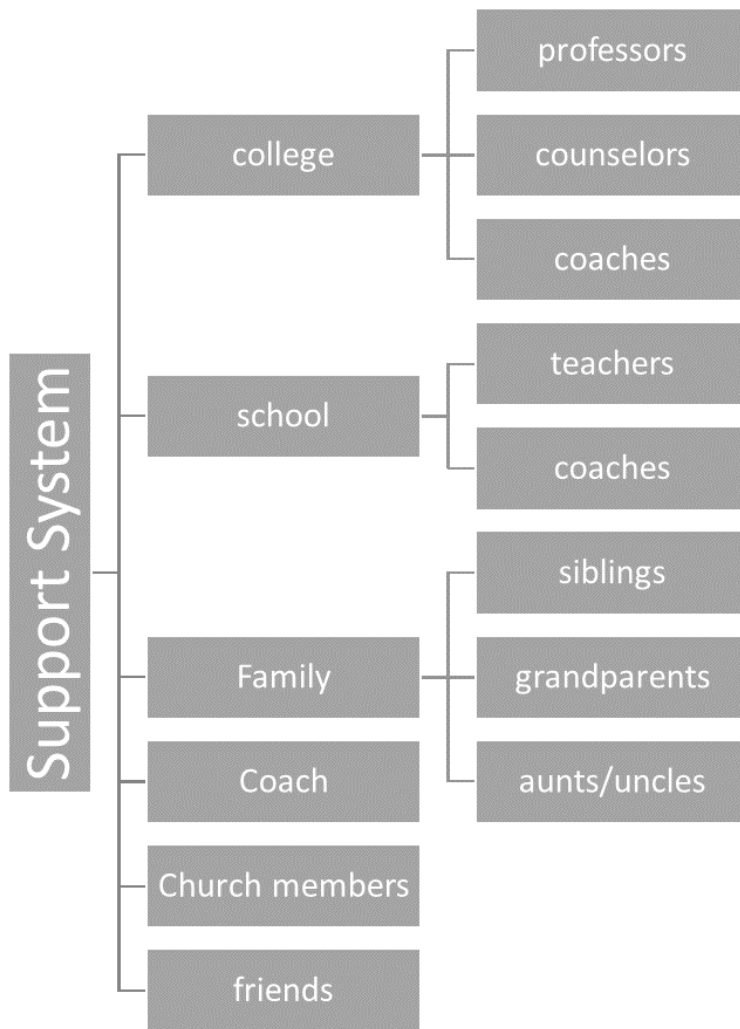 Support System
college
professors
counselors
coaches
school
teachers
coaches
Family
siblings
grandparents
aunts/uncles
Coach
Church members
friends